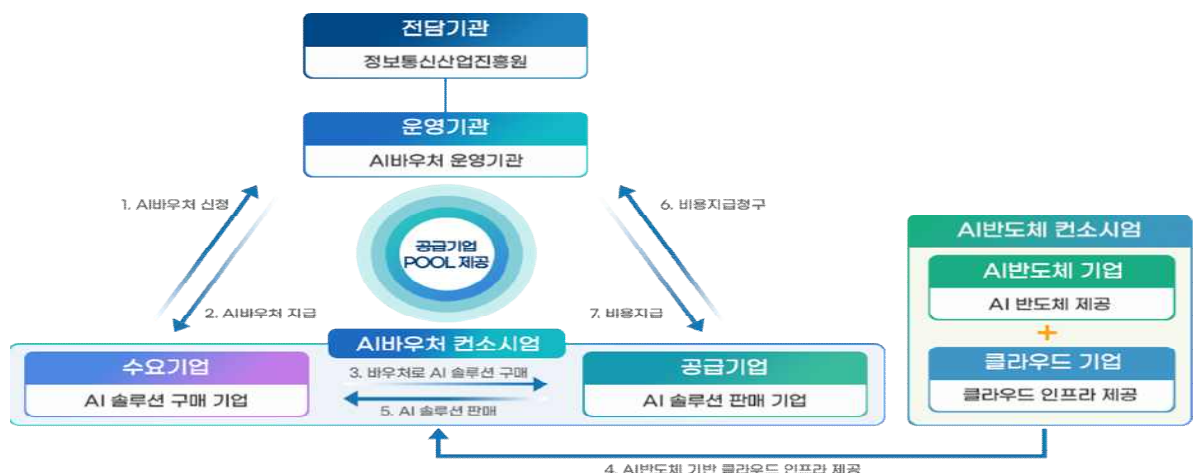 전담기관
정보통신산업진흥원
운영기관
AI바우처 운영기관
1. AI바우처 신청
6. 비용지급청구
공급기업
POOL 제공
2. AI바우처 지급
7. 비용지급
AI바우처 컨소시엄
수요기업
AI 솔루션 구매 기업
3. 바우처로 AI 솔루션 구매
5. AI 솔루션 판매
공급기업
AI 솔루션 판매 기업
AI반도체 컨소시엄
AI반도체 기업
AI 반도체 제공
+
클라우드 기업
클라우드 인프라 제공
4. AI반도체 기반 클라우드 인프라 제공